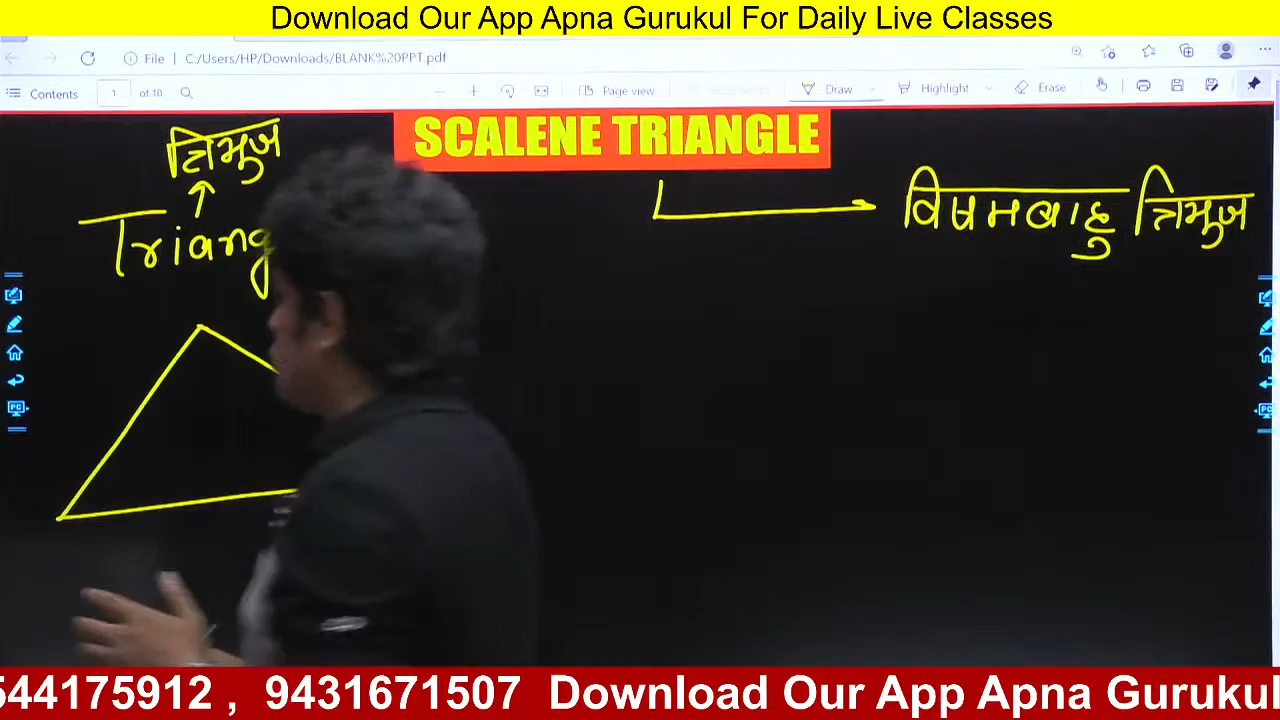 Download Our App Apna Gurukul For Daily Live Classes
File C:/Users/HP/Downloads/BLANK%20PPT.pdf
Contents 1 of 10 Page view Draw Highlight Erase
SCALENE TRIANGLE
त्रिभुज
विषमबाहु त्रिभुज
Triang
544175912 , 9431671507 Download Our App Apna Gurukul